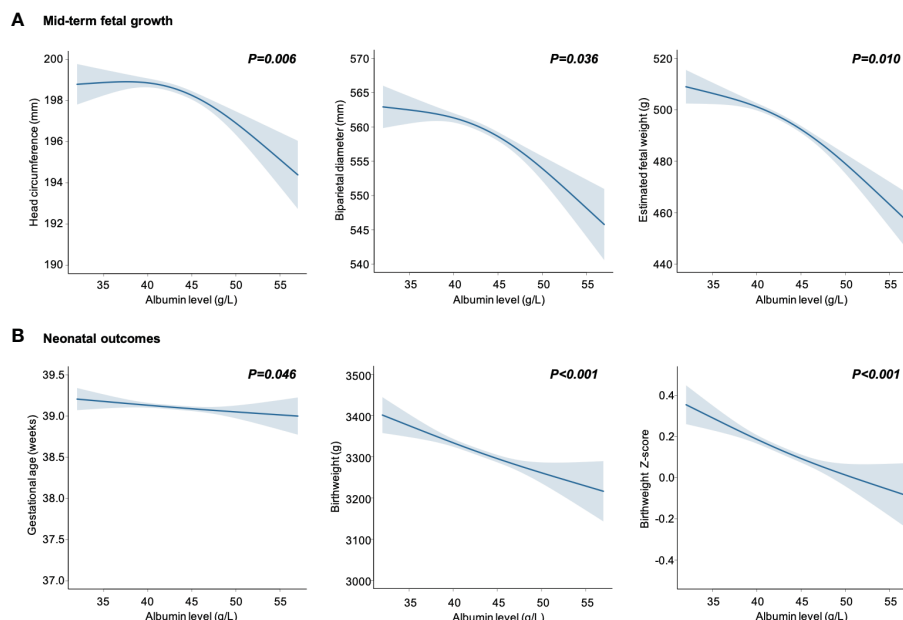 A Mid-term fetal growth
P=0.006
Head circumference (mm)
200
198
196
194
192
190
35 40 45 50 55
Albumin level (g/L)
P=0.036
Biparietal diameter (mm)
570
565
560
555
550
545
540
35 40 45 50 55
Albumin level (g/L)
P=0.010
Estimated fetal weight (g)
520
500
480
460
440
35 40 45 50 55
Albumin level (g/L)
B Neonatal outcomes
P=0.046
Gestational age (weeks)
39.5
39.0
38.5
38.0
37.5
37.0
35 40 45 50 55
Albumin level (g/L)
P<0.001
Birthweight (g)
3500
3400
3300
3200
3100
3000
35 40 45 50 55
Albumin level (g/L)
P<0.001
Birthweight Z-score
0.4
0.2
0.0
-0.2
-0.4
35 40 45 50 55
Albumin level (g/L)